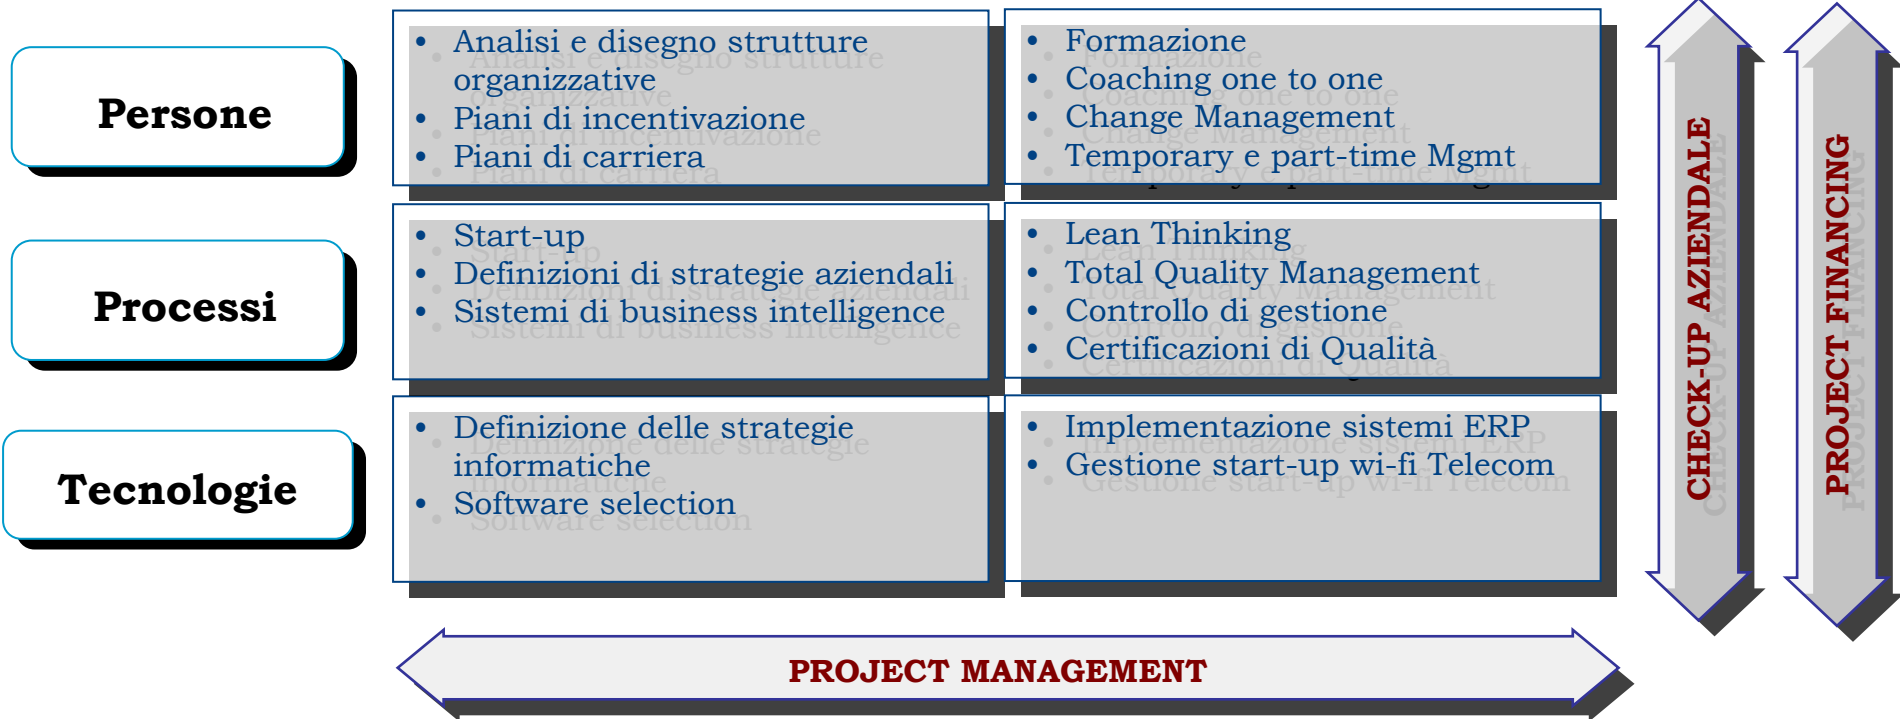 Persone
• Analisi e disegno strutture
organizzative
• Piani di incentivazione
• Piani di carriera
• Formazione
• Coaching one to one
• Change Management
• Temporary e part-time Mgmt
Processi
• Start-up
• Definizioni di strategie aziendali
• Sistemi di business intelligence
• Lean Thinking
• Total Quality Management
• Controllo di gestione
• Certificazioni di Qualità
Tecnologie
• Definizione delle strategie
informatiche
• Software selection
• Implementazione sistemi ERP
• Gestione start-up wi-fi Telecom
CHECK-UP AZIENDALE
PROJECT FINANCING
PROJECT MANAGEMENT